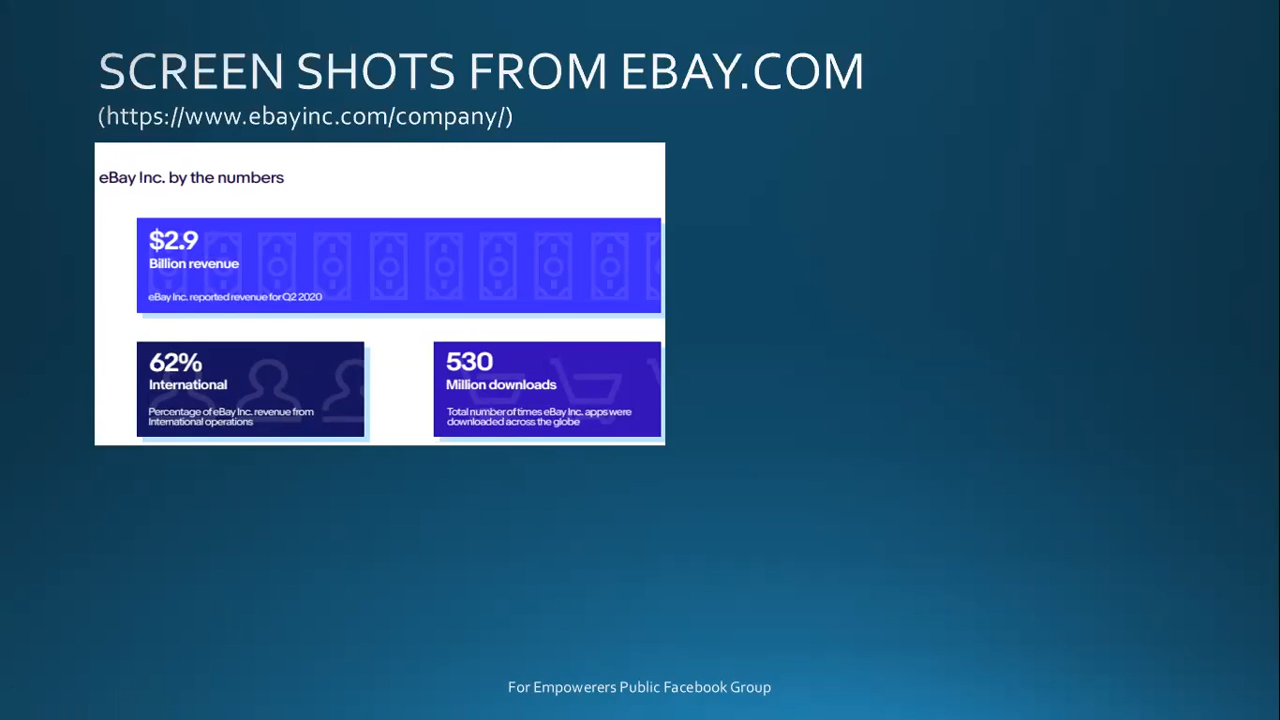 SCREEN SHOTS FROM EBAY.COM
(https://www.ebayinc.com/company/)
eBay Inc. by the numbers
$2.9
Billion revenue
eBay Inc. reported revenue for Q2 2020
62%
International
Percentage of eBay Inc. revenue from
International operations
530
Million downloads
Total number of times eBay Inc. apps were
downloaded across the globe
For Empowerers Public Facebook Group